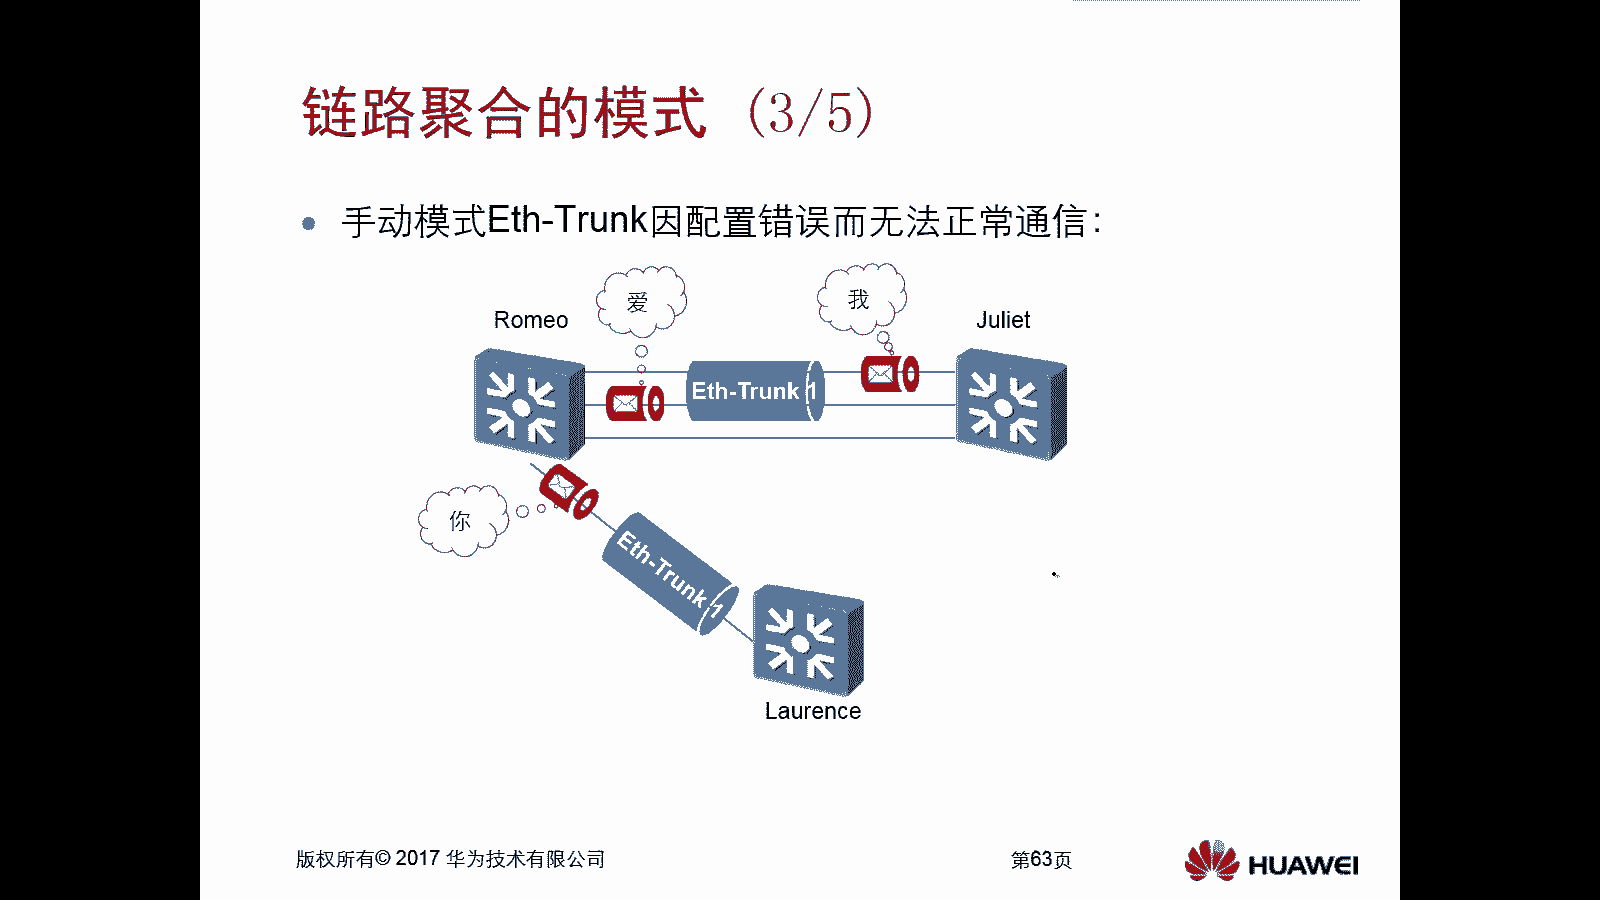 链路聚合的模式 (3/5)
手动模式Eth-Trunk因配置错误而无法正常通信：
爱
我
Romeo
Juliet
Eth-Trunk 1
你
Eth-Trunk 1
Laurence
版权所有© 2017 华为技术有限公司
第63页
HUAWEI